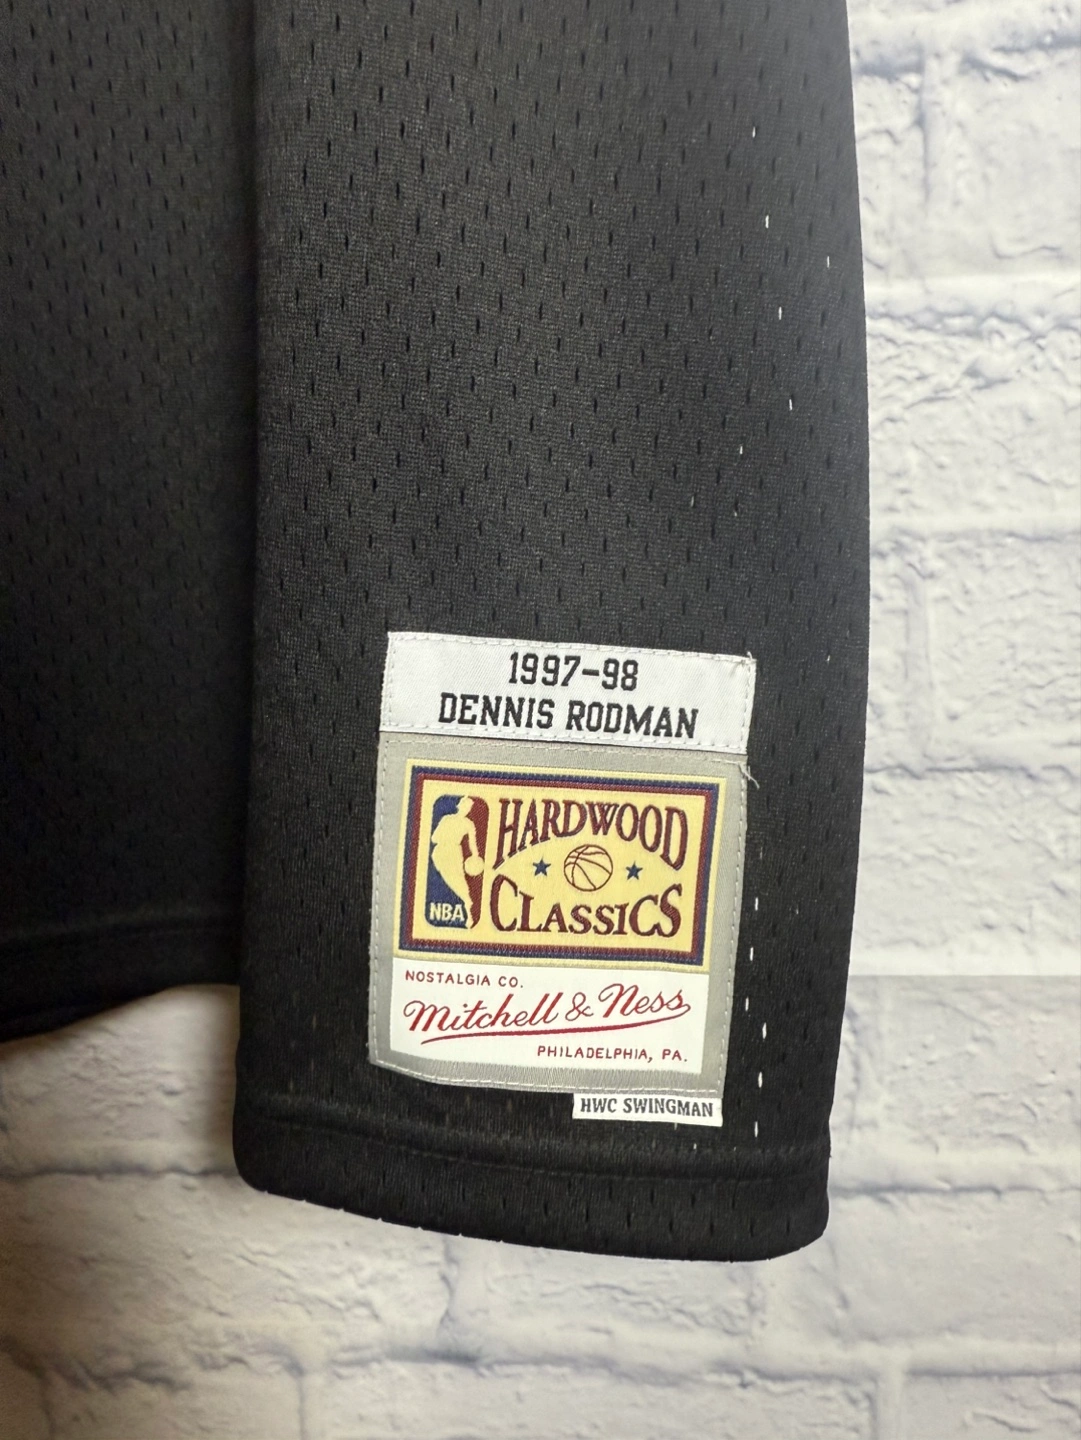 1997-98
DENNIS RODMAN
HARDWOOD
CLASSICS
NBA
NOSTALGIA CO.
Mitchell & Ness
PHILADELPHIA, PA.
HWC SWINGMAN